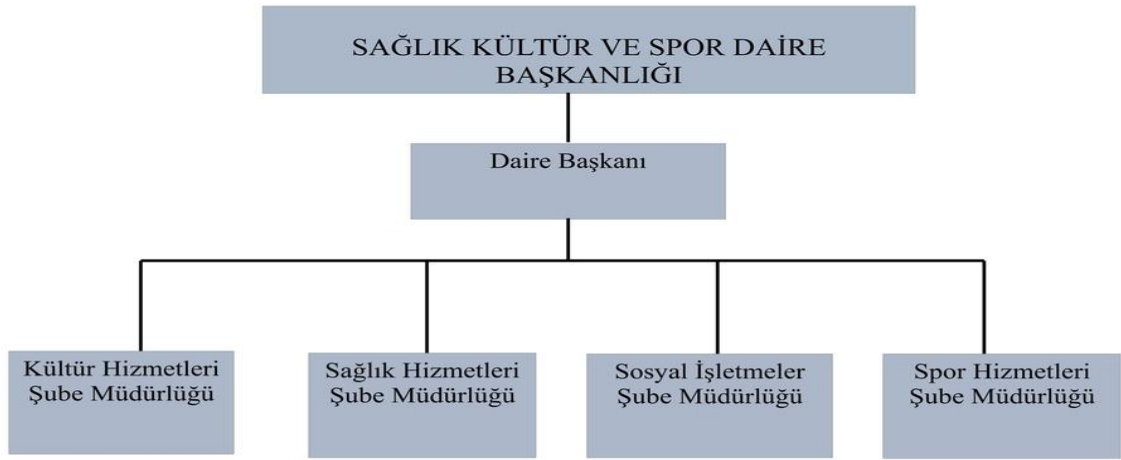 SAĞLIK KÜLTÜR VE SPOR DAİRE
BAŞKANLIĞI
Daire Başkanı
Kültür Hizmetleri
Şube Müdürlüğü
Sağlık Hizmetleri
Şube Müdürlüğü
Sosyal İşletmeler
Şube Müdürlüğü
Spor Hizmetleri
Şube Müdürlüğü